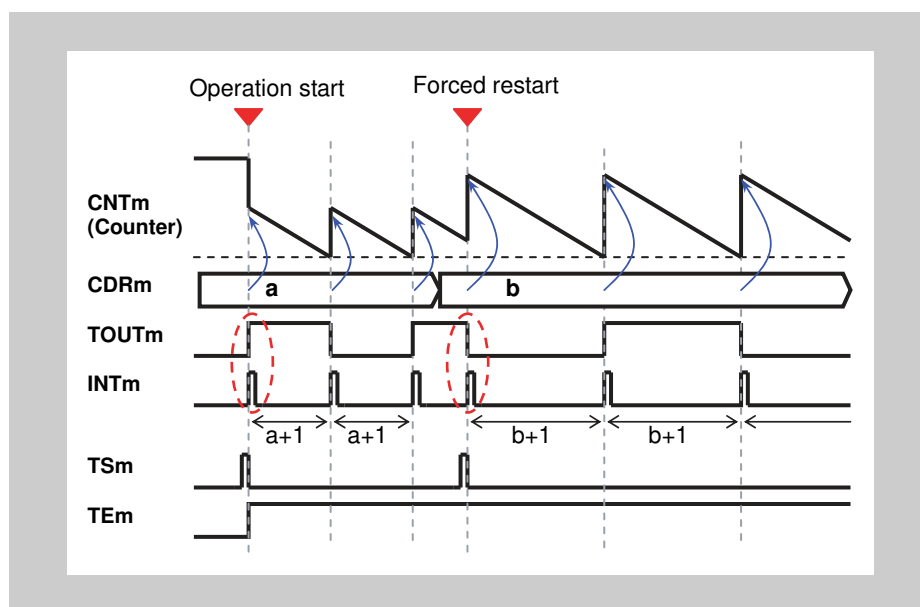 Operation start Forced restart
CNTm
(Counter)
CDRm a b
TOUTm
INTm
a+1 a+1 b+1 b+1
TSm
TEm